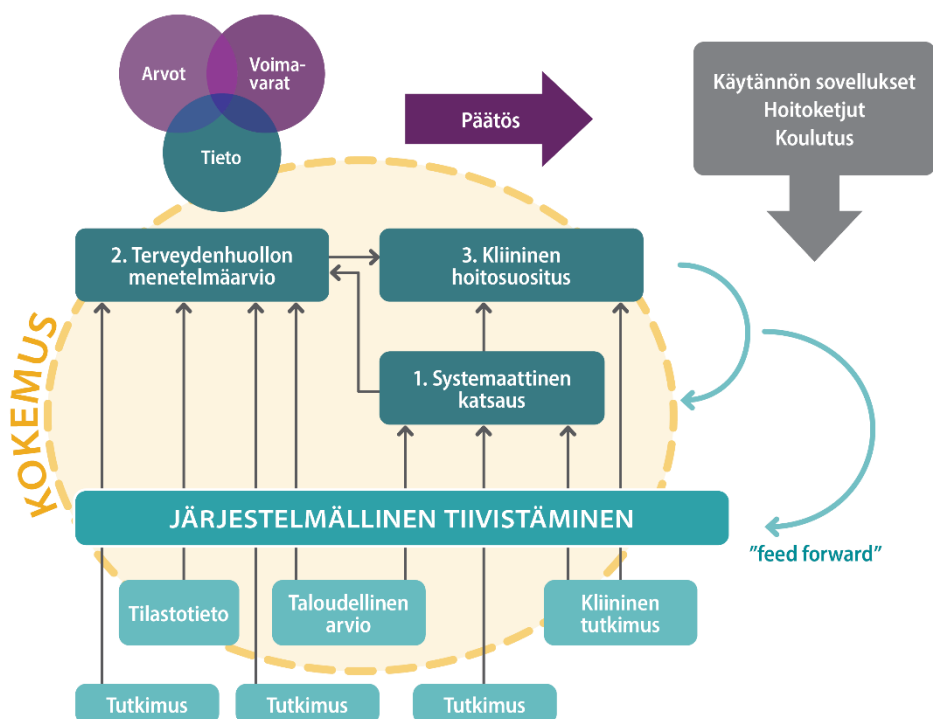 Arvot
Voima-
varat
Tieto
Päätös
Käytännön sovellukset
Hoitoketjut
Koulutus
2. Terveydenhuollon
menetelmäarvio
3. Kliininen
hoitosuositus
1. Systemaattinen
katsaus
KOKEMUS
JÄRJESTELMÄLLINEN TIIVISTÄMINEN
"feed forward"
Tilastotieto
Taloudellinen
arvio
Kliininen
tutkimus
Tutkimus
Tutkimus
Tutkimus